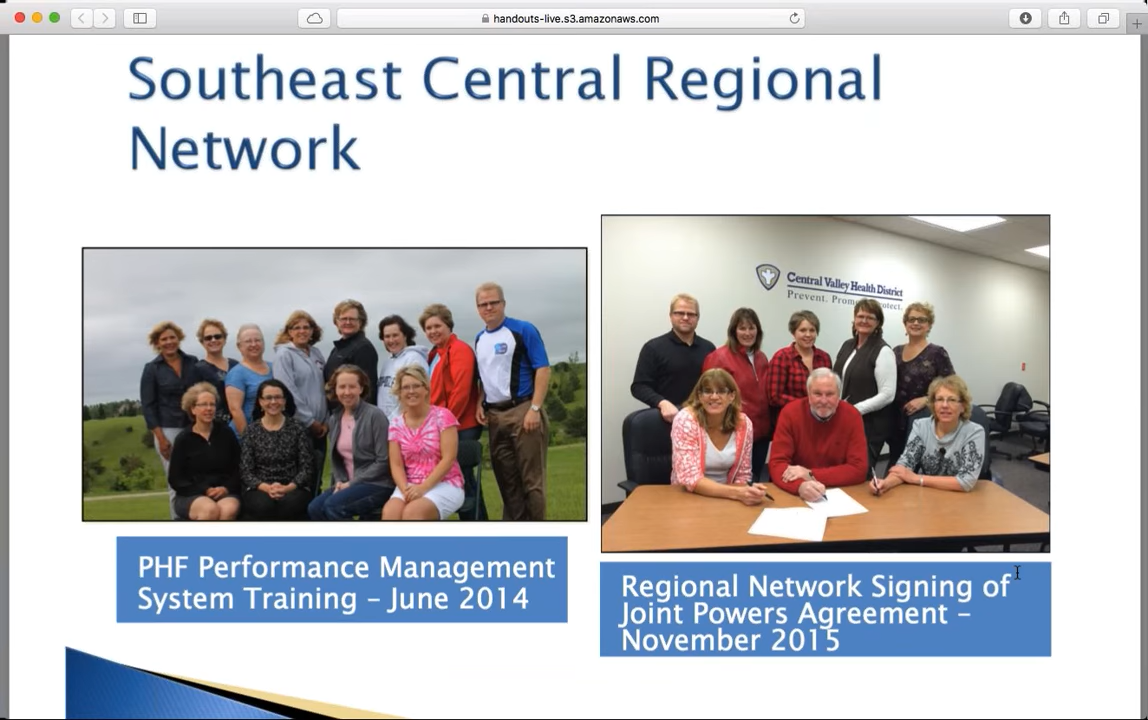 handouts-live.s3.amazonaws.com
Southeast Central Regional
Network
Central Valley Health District
Prevent. Promote. Protect.
PHF Performance Management
System Training – June 2014
Regional Network Signing of
Joint Powers Agreement –
November 2015